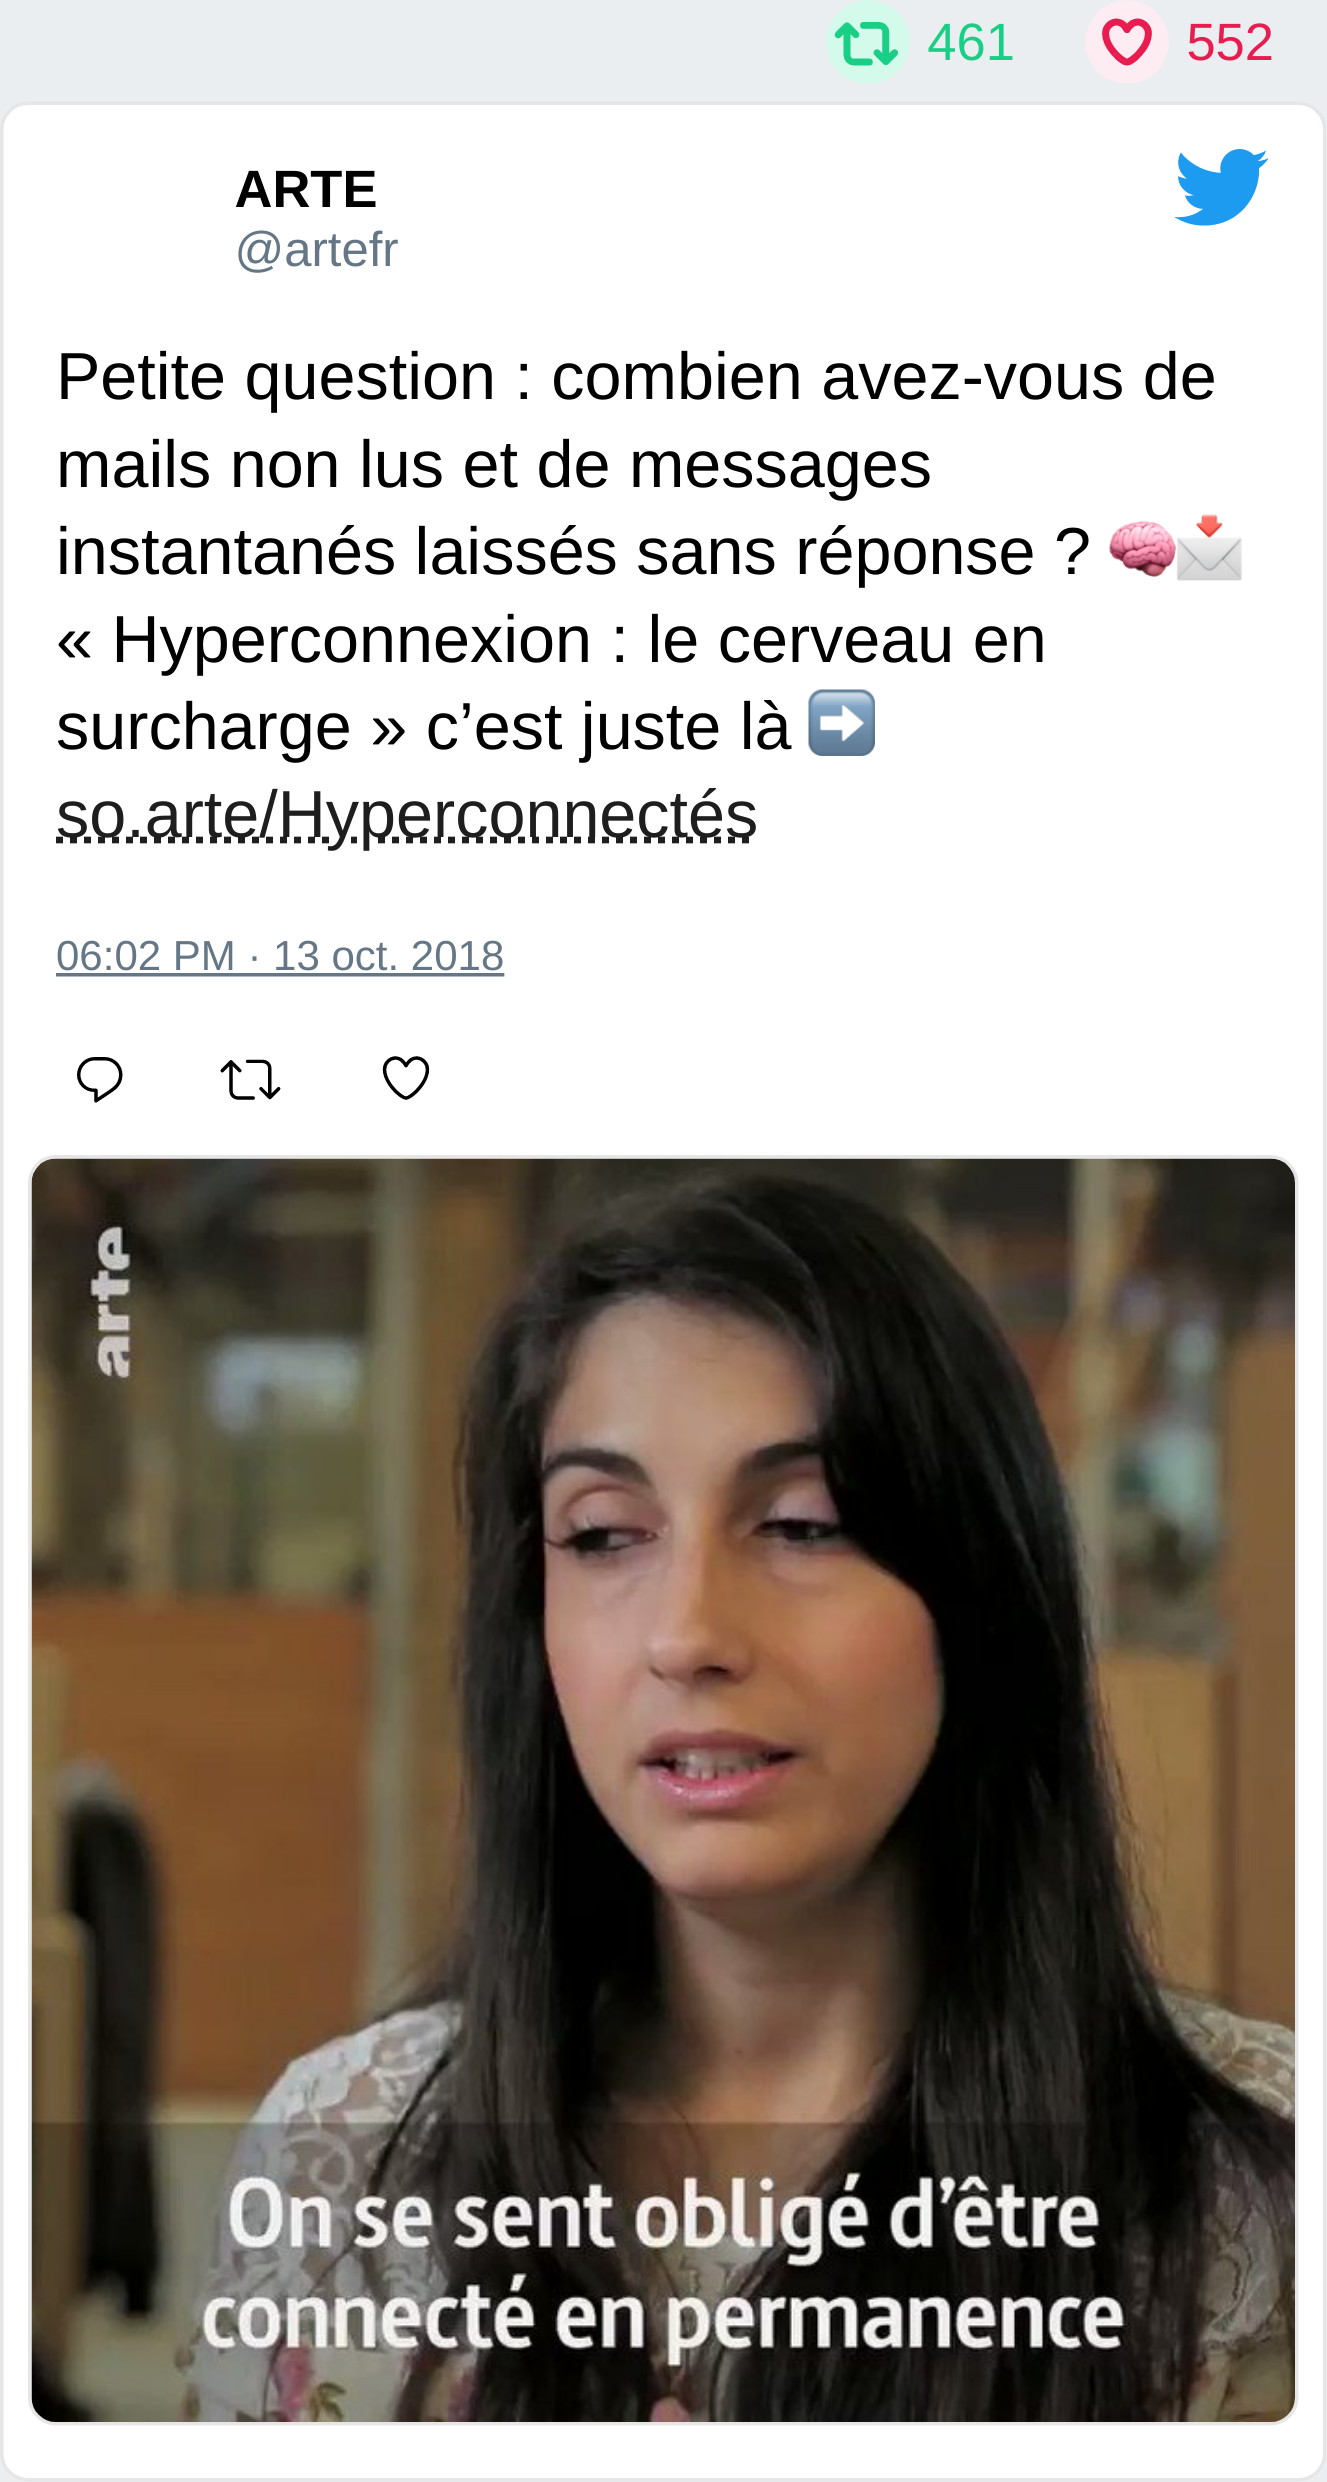 461 552
ARTE
@artefr
Petite question : combien avez-vous de
mails non lus et de messages
instantanés laissés sans réponse ? 🧠📩
« Hyperconnexion : le cerveau en
surcharge » c’est juste là ➡️
so.arte/Hyperconnectés
06:02 PM · 13 oct. 2018
arte
On se sent obligé d’être
connecté en permanence